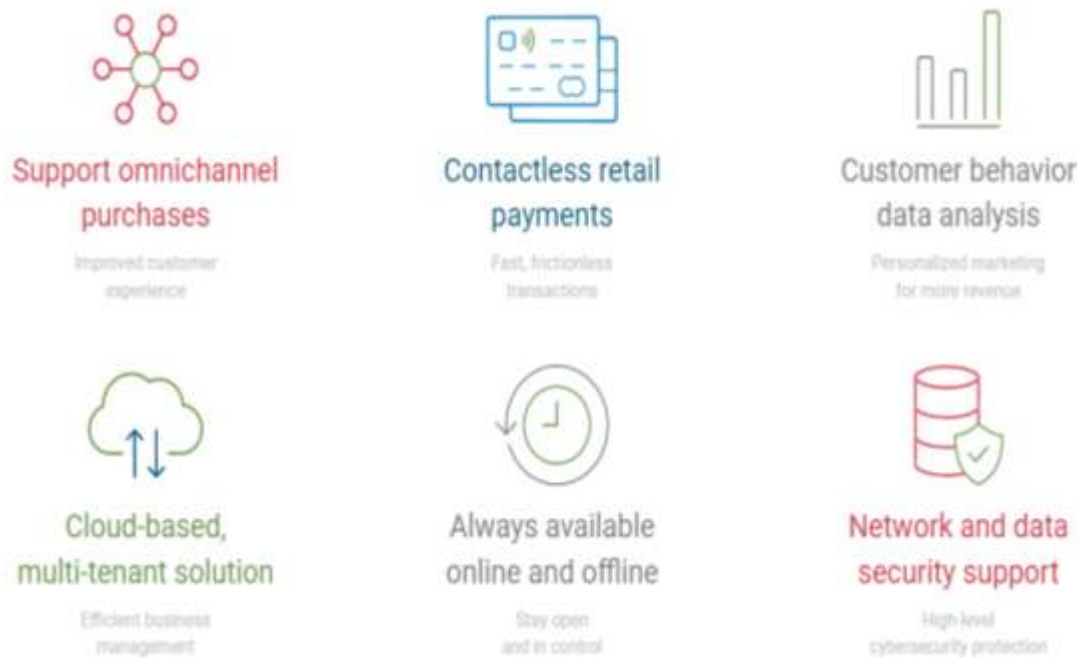 Support omnichannel
purchases
Improved customer
experience
Contactless retail
payments
Fast, frictionless
transactions
Customer behavior
data analysis
Personalized marketing
for more revenue
Cloud-based,
multi-tenant solution
Efficient business
management
Always available
online and offline
Stay open
and in control
Network and data
security support
High-level
cybersecurity protection